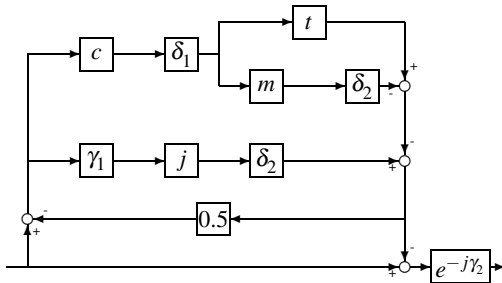 t
+
c δ₁
m δ₂ -
-
γ₁ j δ₂ +
- 0.5
+
-
+
e^{-jγ₂}